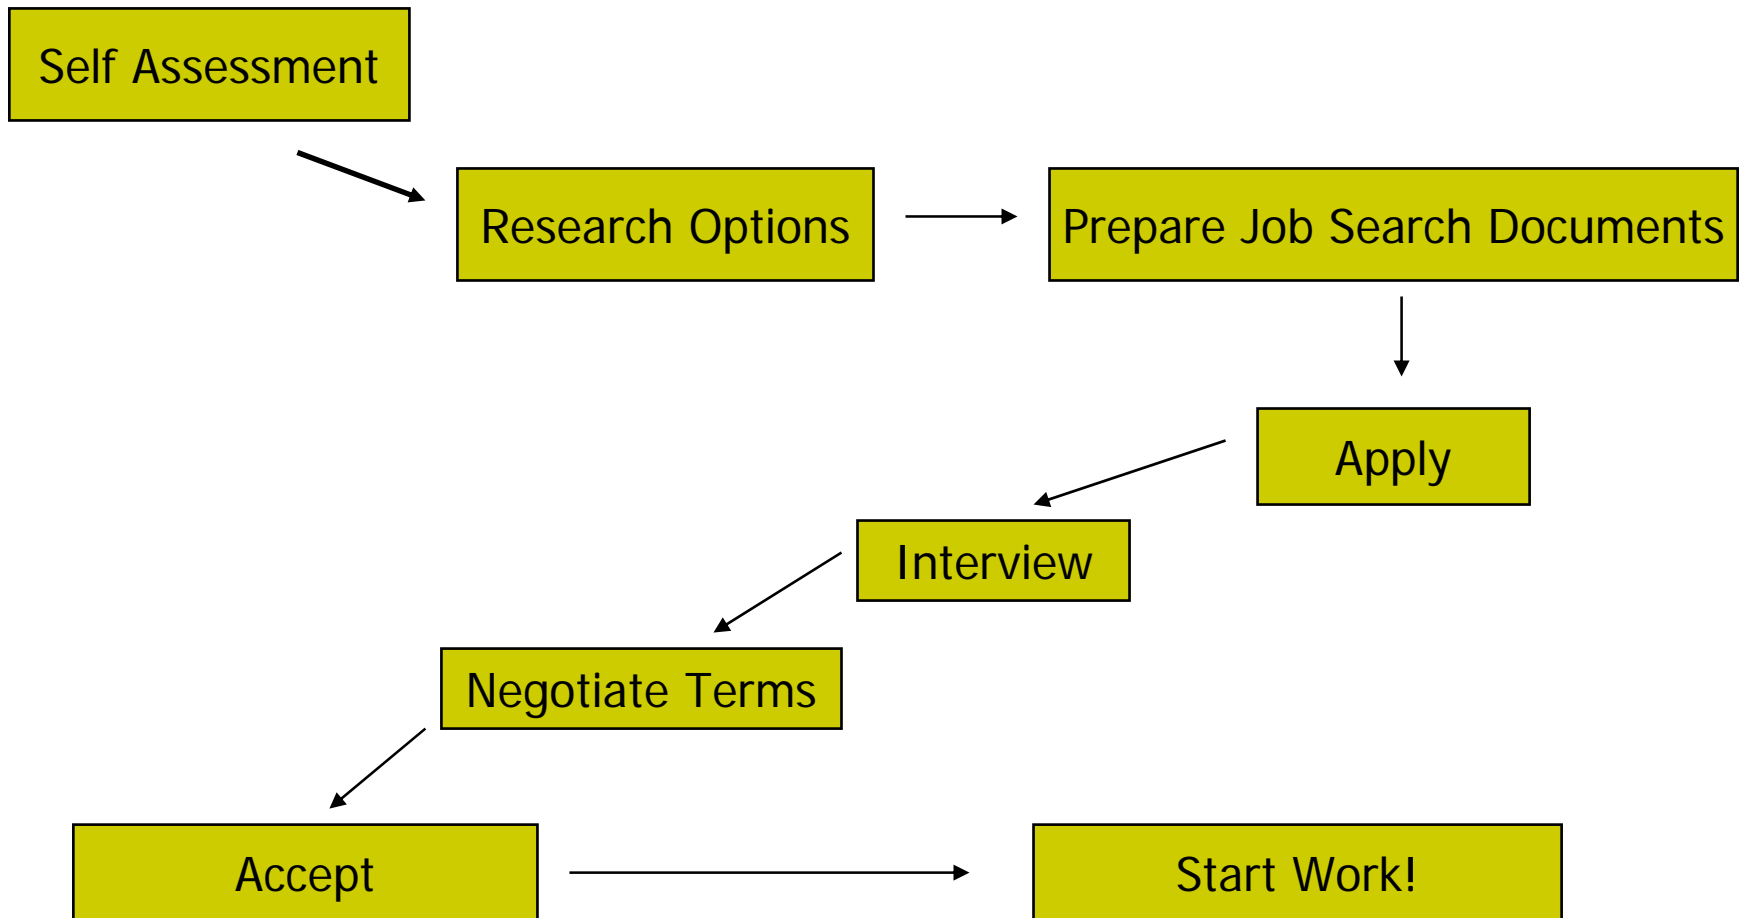 Self Assessment
Research Options
Prepare Job Search Documents
Apply
Interview
Negotiate Terms
Accept
Start Work!